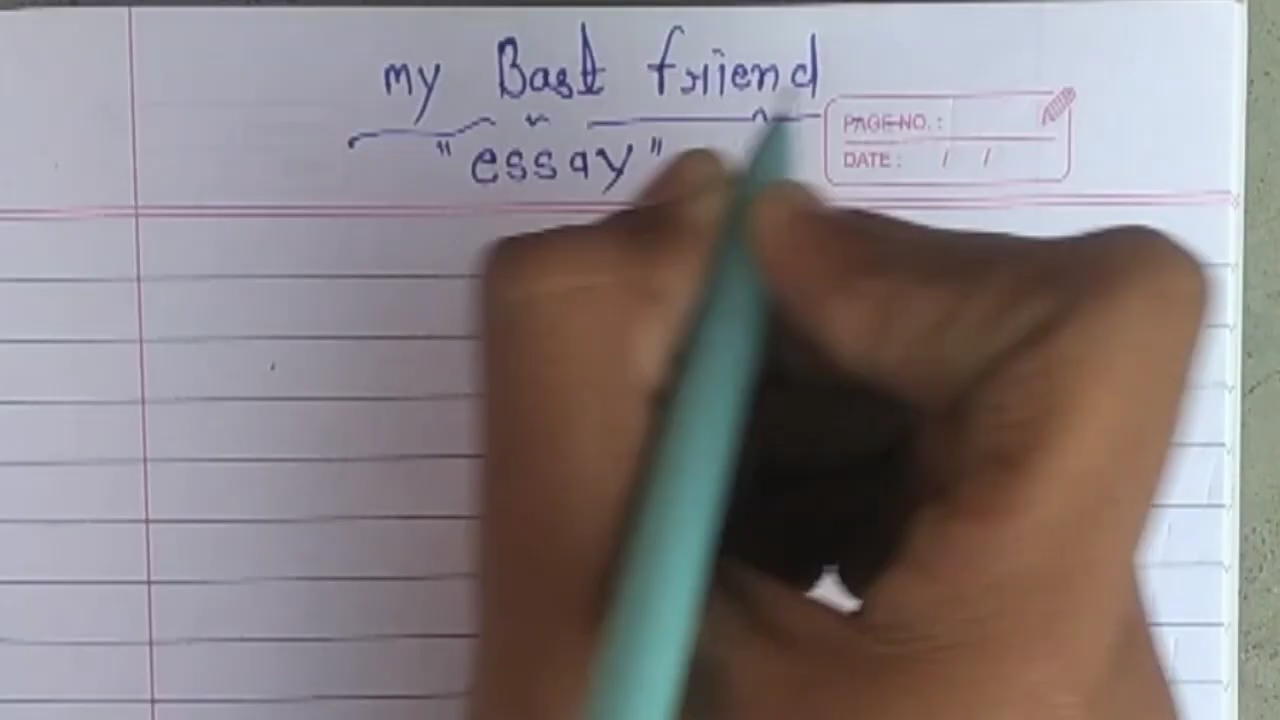 my Bast friend
"essay"
PAGE NO. :
DATE : / /